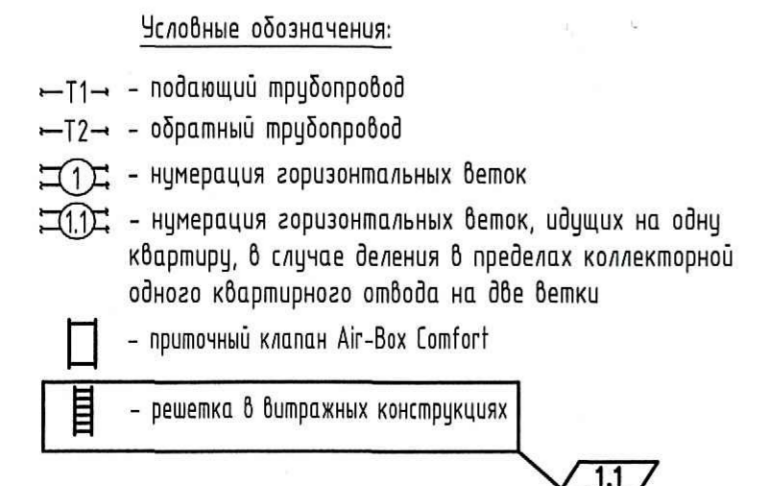 Условные обозначения:
Т1 - подающий трубопровод
Т2 - обратный трубопровод
1 - нумерация горизонтальных веток
1.1 - нумерация горизонтальных веток, идущих на одну
квартиру, в случае деления в пределах коллекторной
одного квартирного отвода на две ветки
- приточный клапан Air-Box Comfort
- решетка в витражных конструкциях
1.1